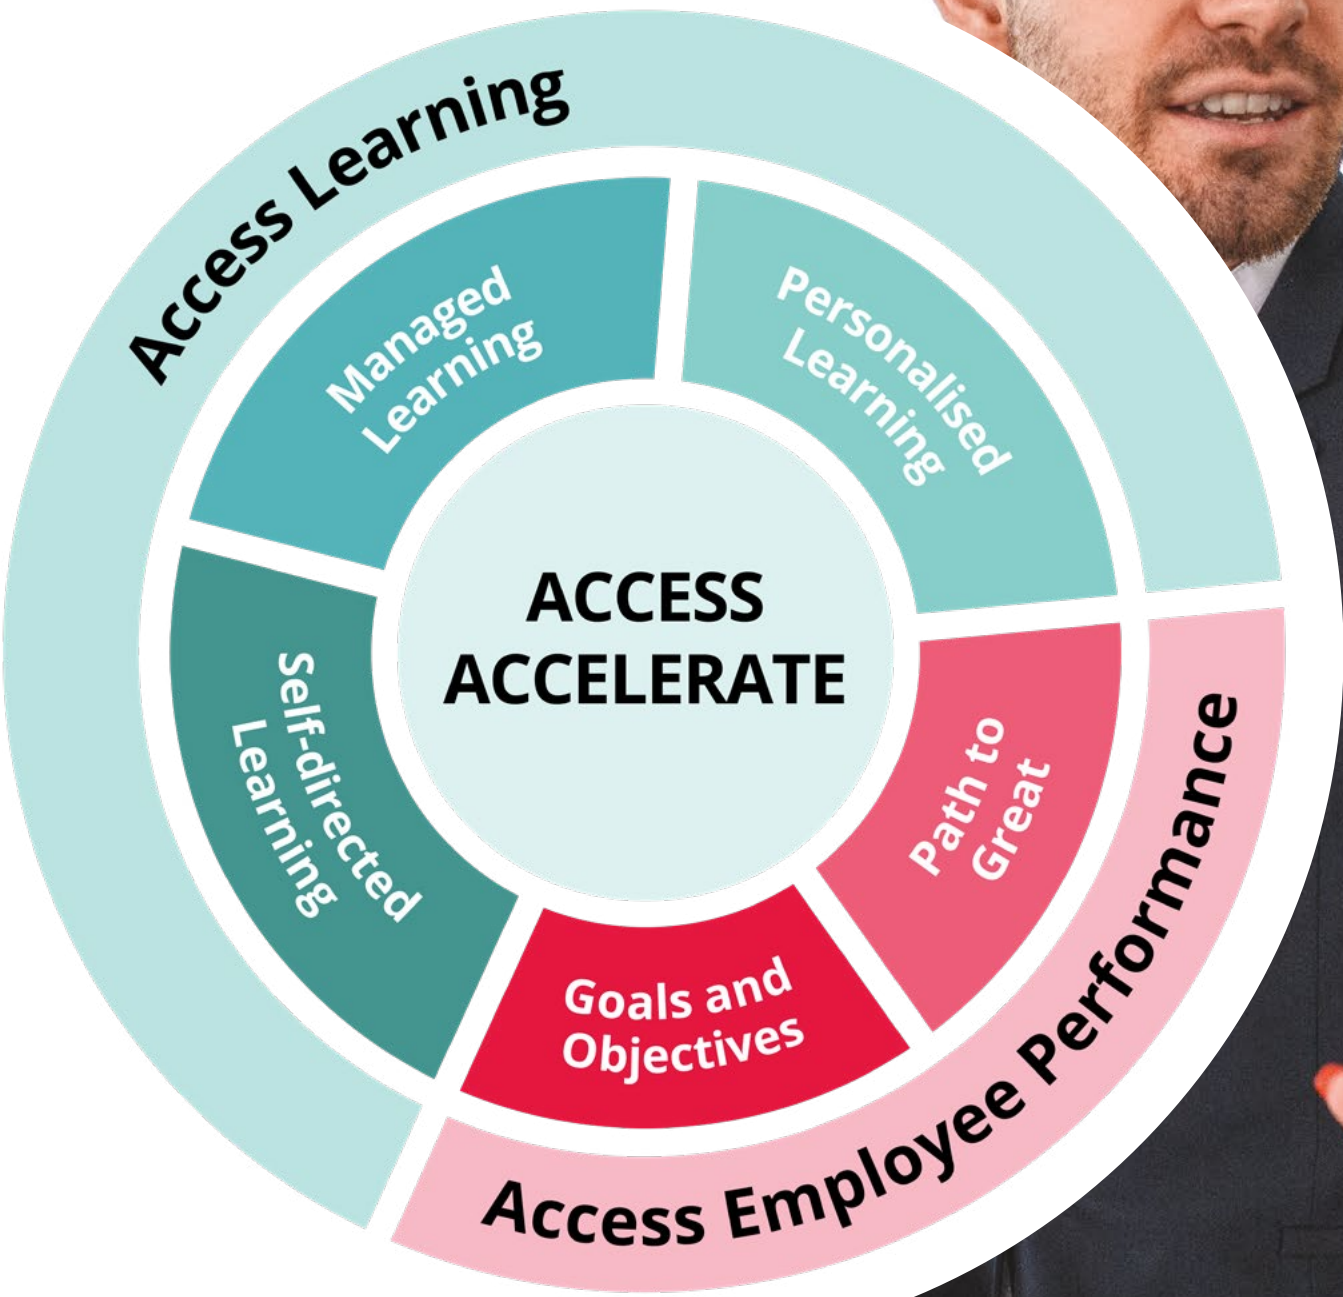 Access Learning
Managed
Learning
Personalised
Learning
Self-directed
Learning
ACCESS
ACCELERATE
Path to
Great
Goals and
Objectives
Access Employee Performance